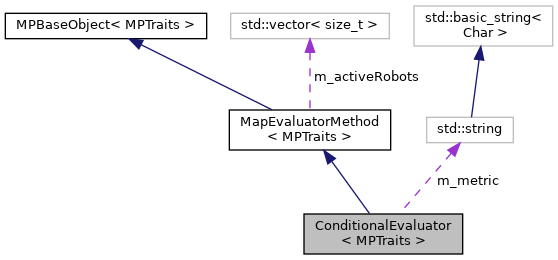 MPBaseObject< MPTraits >
std::vector< size_t >
std::basic_string<
Char >
m_activeRobots
MapEvaluatorMethod
< MPTraits >
std::string
m_metric
ConditionalEvaluator
< MPTraits >